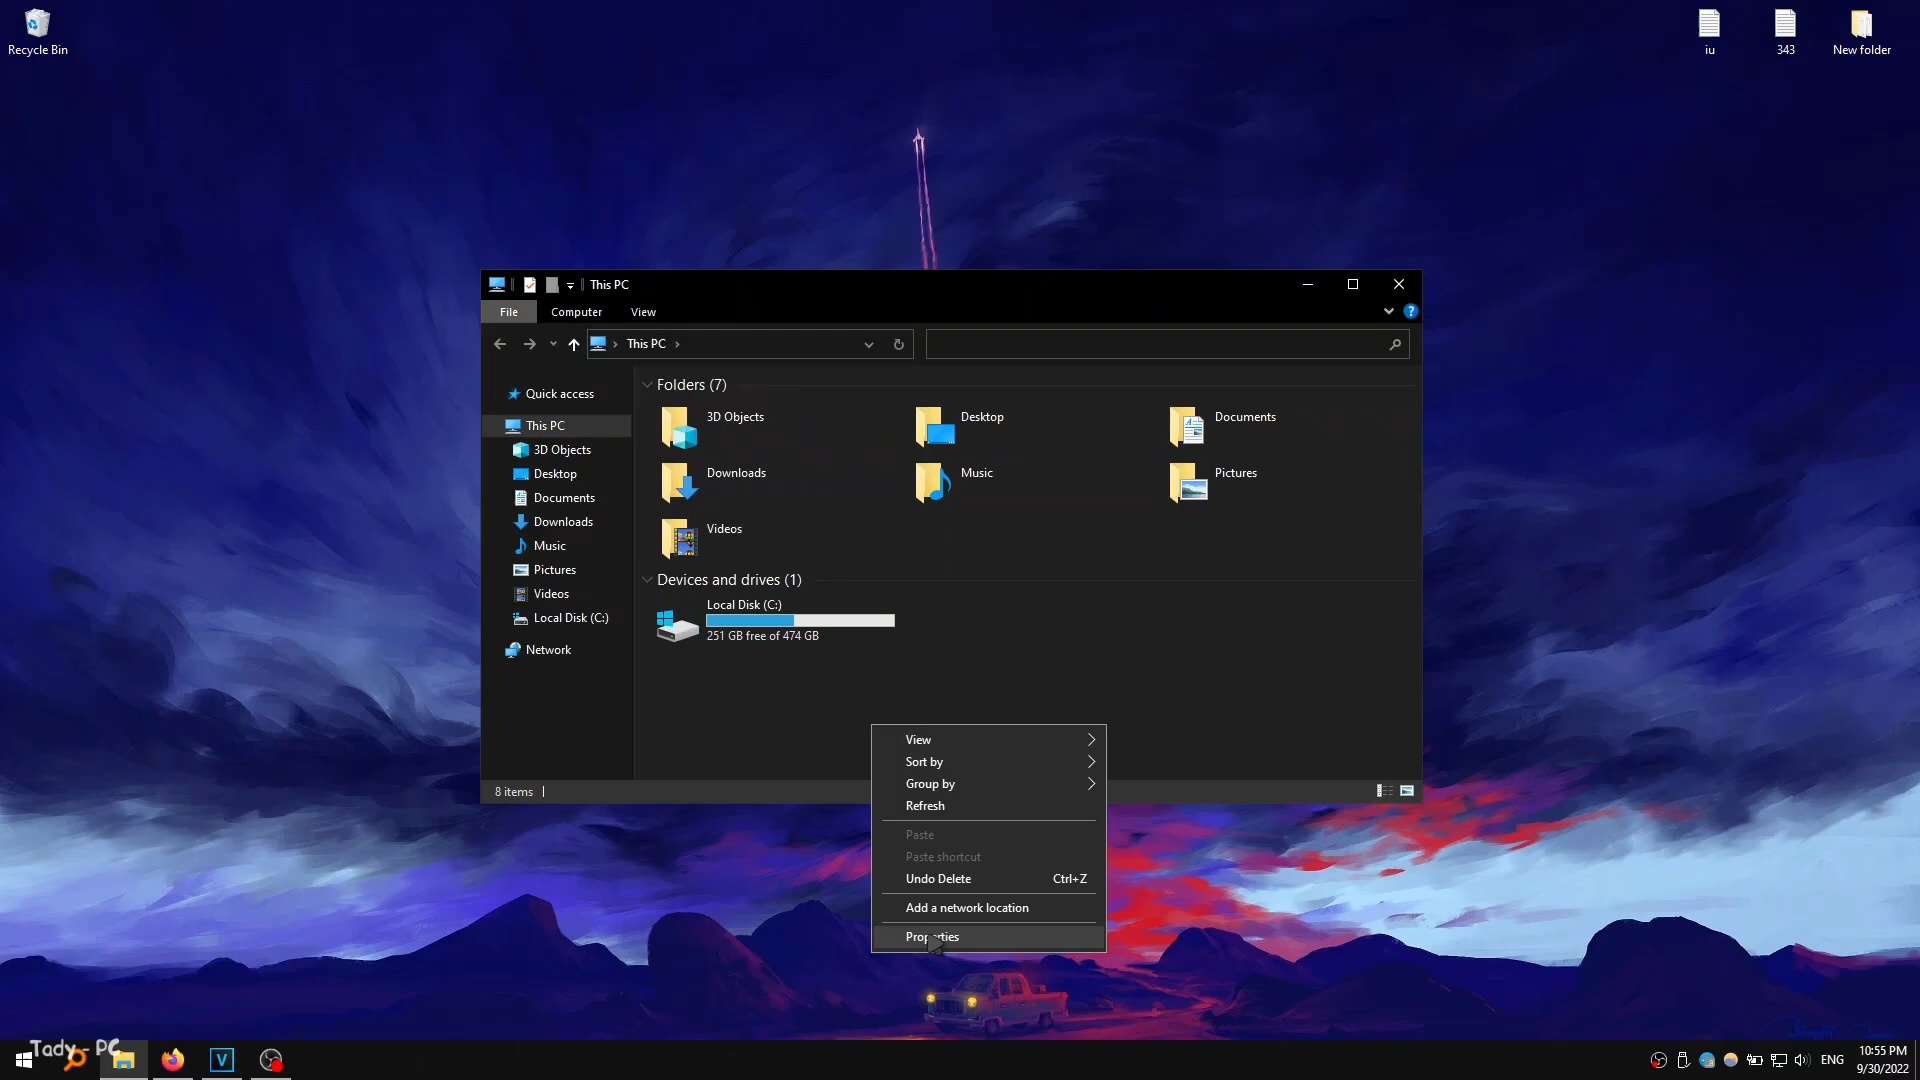 Recycle Bin
iu
343
New folder
This PC
File
Computer
View
?
This PC
Quick access
This PC
3D Objects
Desktop
Documents
Downloads
Music
Pictures
Videos
Local Disk (C:)
Network
Folders (7)
3D Objects
Desktop
Documents
Downloads
Music
Pictures
Videos
Devices and drives (1)
Local Disk (C:)
251 GB free of 474 GB
8 items
View
Sort by
Group by
Refresh
Paste
Paste shortcut
Undo Delete Ctrl+Z
Add a network location
Properties
Tady - PC
V
ENG
10:55 PM
9/30/2022